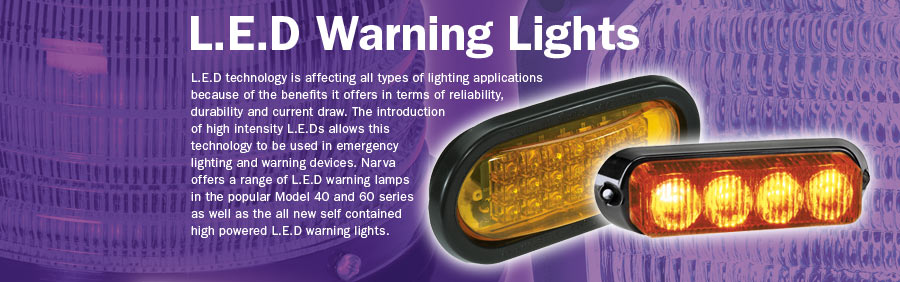 L.E.D Warning Lights
L.E.D technology is affecting all types of lighting applications
because of the benefits it offers in terms of reliability,
durability and current draw. The introduction
of high intensity L.E.Ds allows this
technology to be used in emergency
lighting and warning devices. Narva
offers a range of L.E.D warning lamps
in the popular Model 40 and 60 series
as well as the all new self contained
high powered L.E.D warning lights.